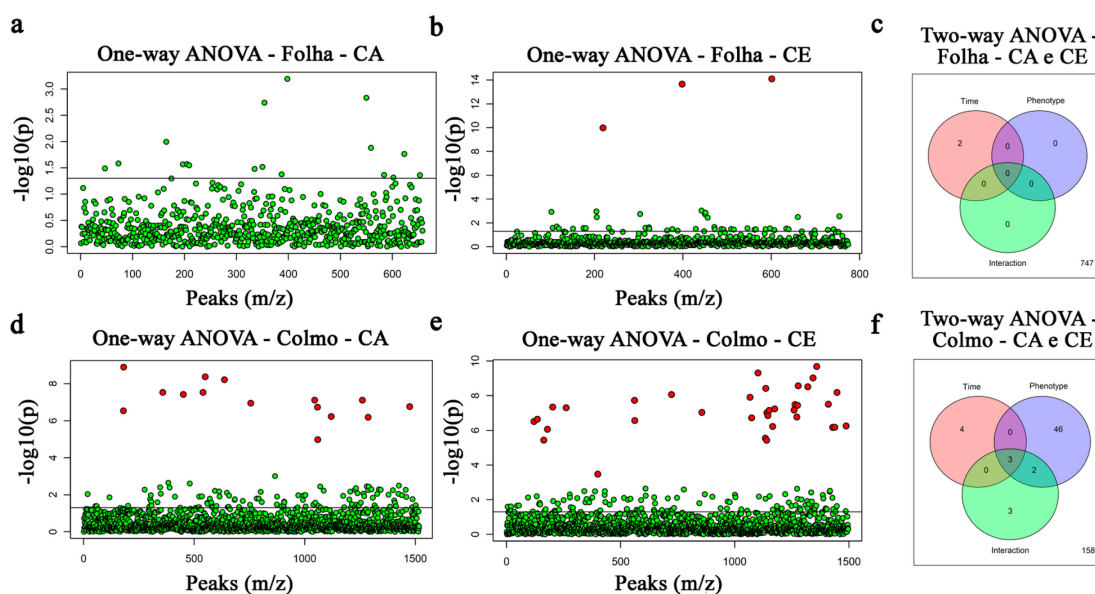 a
One-way ANOVA - Folha - CA
-log10(p)
3.0
2.5
2.0
1.5
1.0
0.5
0.0
0
100
200
300
400
500
600
Peaks (m/z)
b
One-way ANOVA - Folha - CE
-log10(p)
14
12
10
8
6
4
2
0
0
200
400
600
800
Peaks (m/z)
c
Two-way ANOVA -
Folha - CA e CE
Time
Phenotype
2
0
0
0
0
0
0
Interaction
747
d
One-way ANOVA - Colmo - CA
-log10(p)
8
6
4
2
0
0
500
1000
1500
Peaks (m/z)
e
One-way ANOVA - Colmo - CE
-log10(p)
10
8
6
4
2
0
0
500
1000
1500
Peaks (m/z)
f
Two-way ANOVA -
Colmo - CA e CE
Time
Phenotype
4
0
46
3
0
2
3
Interaction
158